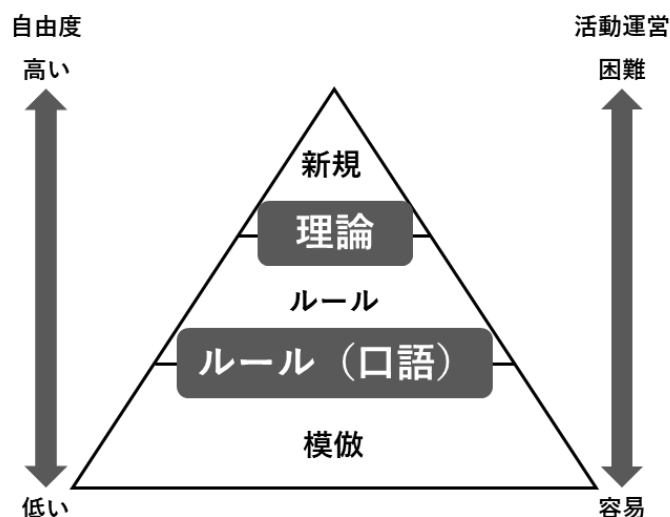 自由度
高い
活動運営
困難
新規
理論
ルール
ルール（口語）
模倣
低い
容易